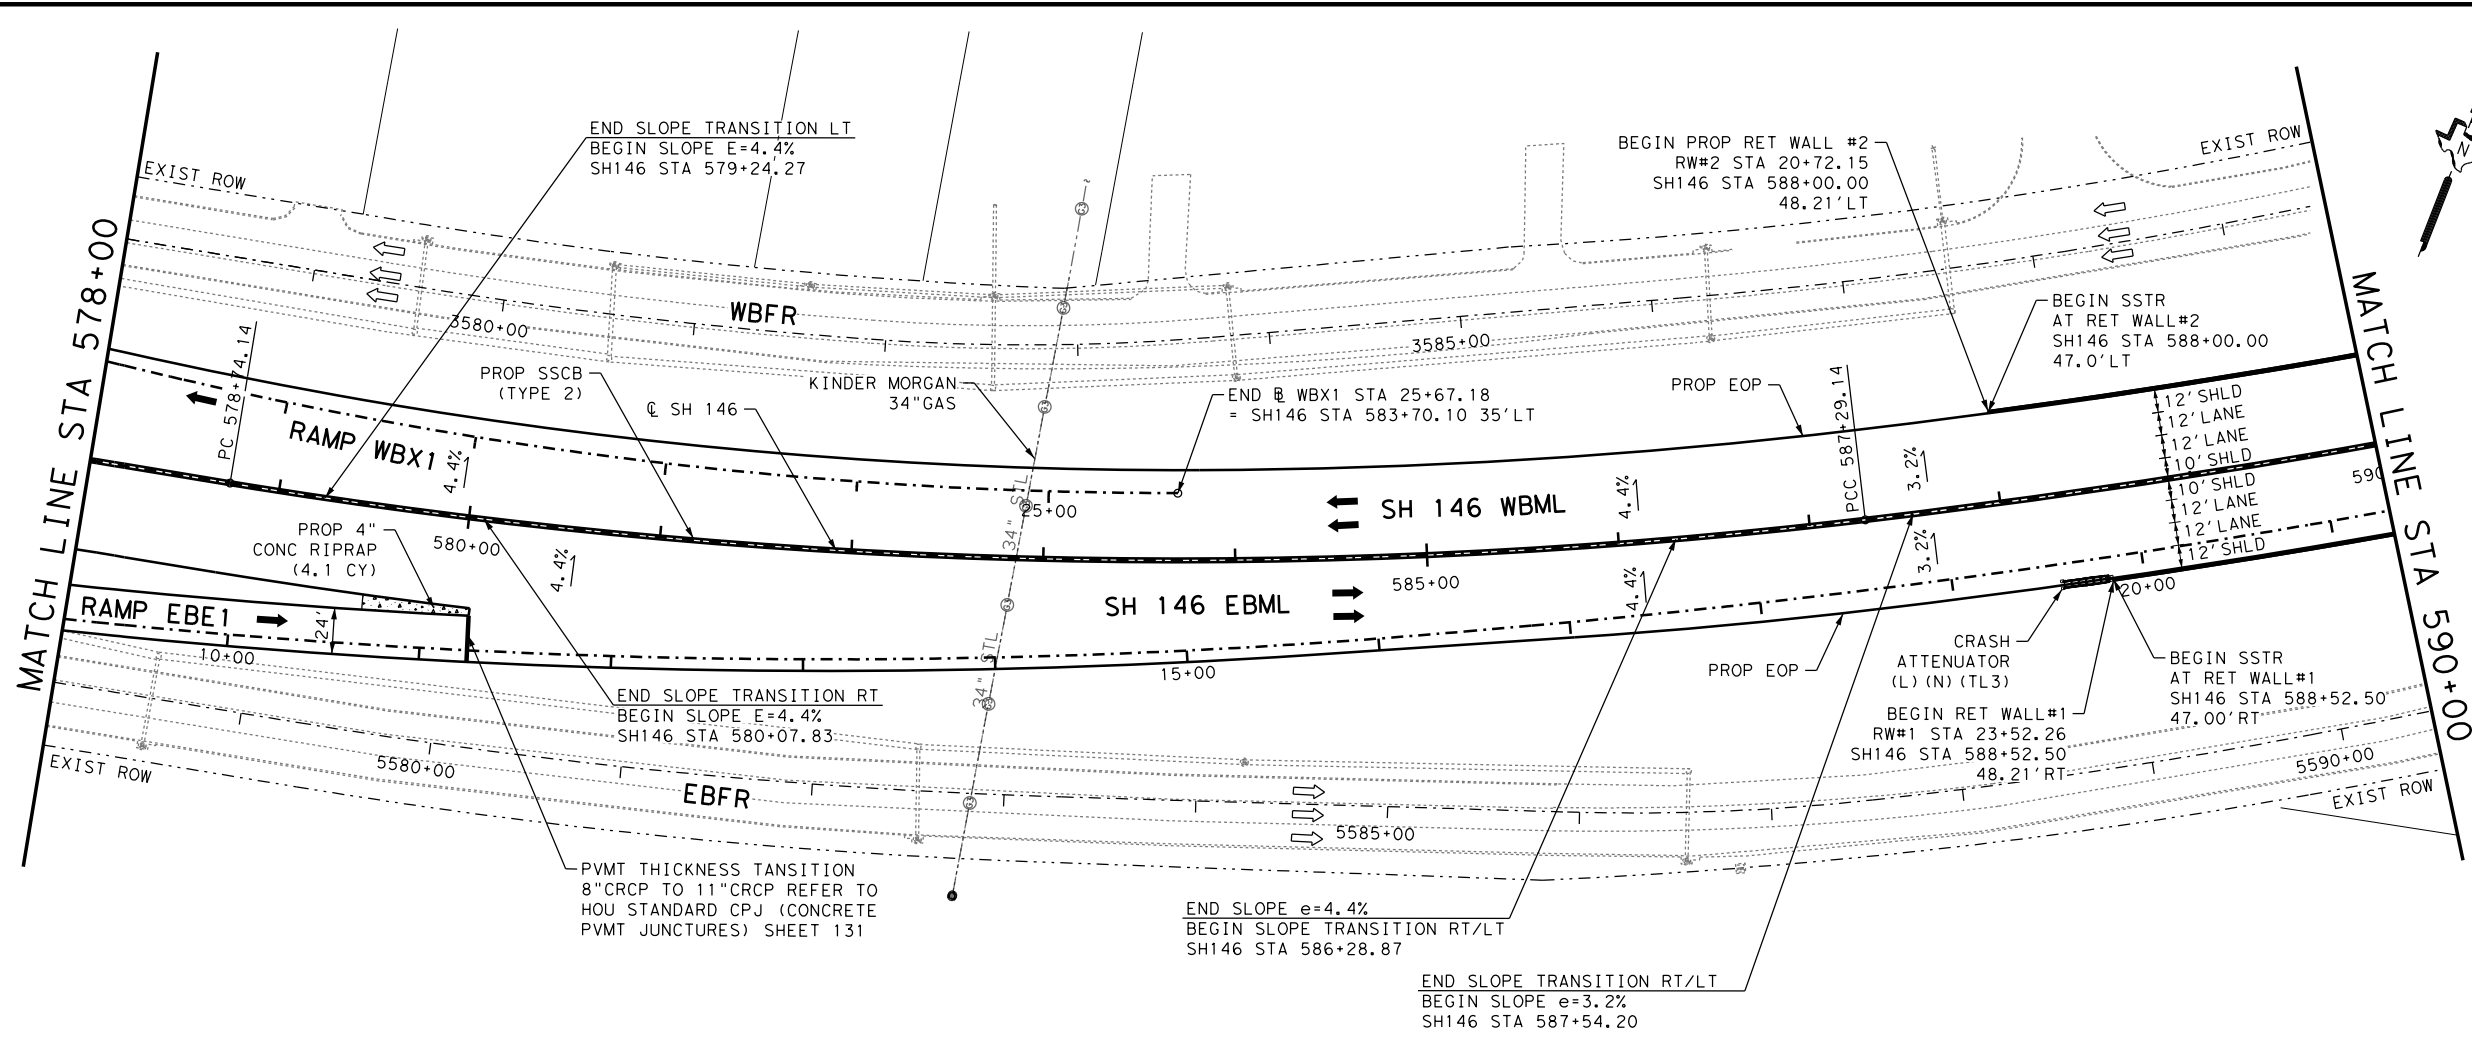 END SLOPE TRANSITION LT
BEGIN SLOPE E=4.4%
SH146 STA 579+24.27
BEGIN PROP RET WALL #2
RW#2 STA 20+72.15
SH146 STA 588+00.00
48.21'LT
EXIST ROW
EXIST ROW
N
MATCH LINE STA 578+00
MATCH LINE STA 590+00
3580+00
WBFR
3585+00
BEGIN SSTR
AT RET WALL#2
SH146 STA 588+00.00
47.0'LT
PC 578+74.14
PROP SSCB
(TYPE 2)
KINDER MORGAN
34"GAS
℄ SH 146
END BL WBX1 STA 25+67.18
= SH146 STA 583+70.10 35'LT
PROP EOP
PCC 587+29.14
12'SHLD
12'LANE
12'LANE
10'SHLD
10'SHLD
12'LANE
12'LANE
12'SHLD
RAMP WBX1
4.4%
34" STL
25+00
SH 146 WBML
4.4%
3.2%
590
PROP 4"
CONC RIPRAP
(4.1 CY)
580+00
4.4%
585+00
4.4%
3.2%
20+00
RAMP EBE1
24'
10+00
SH 146 EBML
15+00
34" STL
PROP EOP
CRASH
ATTENUATOR
(L)(N)(TL3)
BEGIN SSTR
AT RET WALL#1
SH146 STA 588+52.50
47.00'RT
END SLOPE TRANSITION RT
BEGIN SLOPE E=4.4%
SH146 STA 580+07.83
BEGIN RET WALL#1
RW#1 STA 23+52.26
SH146 STA 588+52.50
48.21'RT
EXIST ROW
5580+00
EBFR
5585+00
5590+00
EXIST ROW
PVMT THICKNESS TANSITION
8"CRCP TO 11"CRCP REFER TO
HOU STANDARD CPJ (CONCRETE
PVMT JUNCTURES) SHEET 131
END SLOPE e=4.4%
BEGIN SLOPE TRANSITION RT/LT
SH146 STA 586+28.87
END SLOPE TRANSITION RT/LT
BEGIN SLOPE e=3.2%
SH146 STA 587+54.20